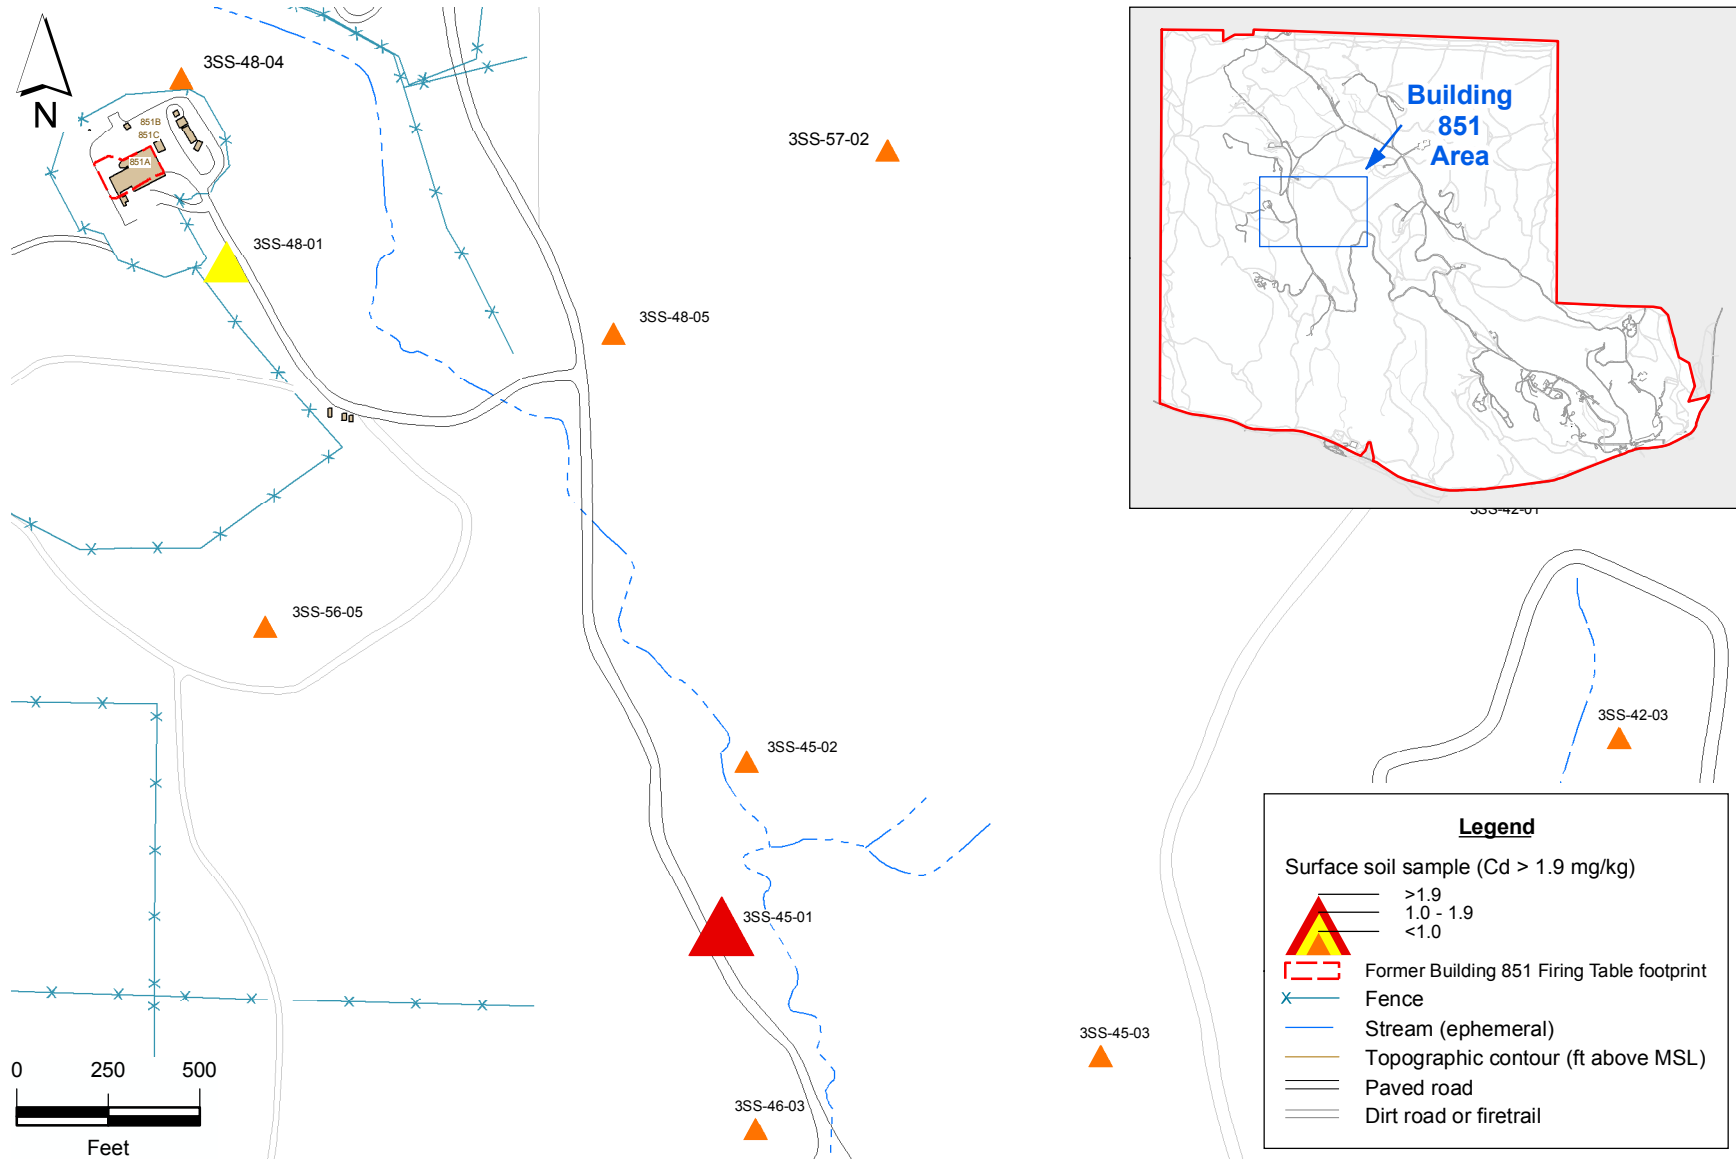 3SS-48-04
N
851B
851C
851A
3SS-57-02
3SS-48-01
3SS-48-05
Building
851
Area
3SS-42-01
3SS-56-05
3SS-45-02
3SS-42-03
3SS-45-01
3SS-45-03
3SS-46-03
0 250 500
Feet
Legend
Surface soil sample (Cd > 1.9 mg/kg)
>1.9
1.0 - 1.9
<1.0
Former Building 851 Firing Table footprint
Fence
Stream (ephemeral)
Topographic contour (ft above MSL)
Paved road
Dirt road or firetrail